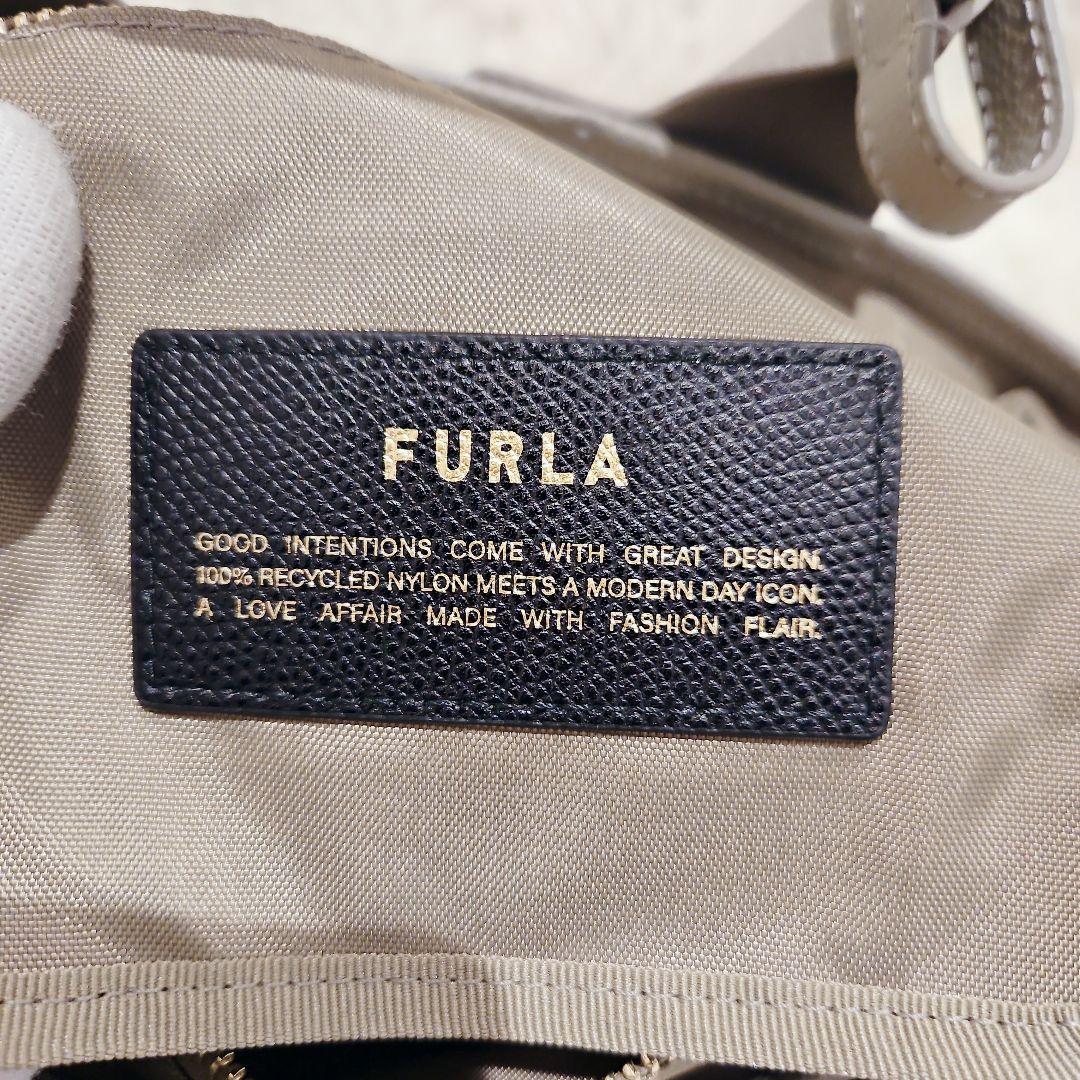 FURLA
GOOD INTENTIONS COME WITH GREAT DESIGN.
100% RECYCLED NYLON MEETS A MODERN DAY ICON.
A LOVE AFFAIR MADE WITH FASHION FLAIR.